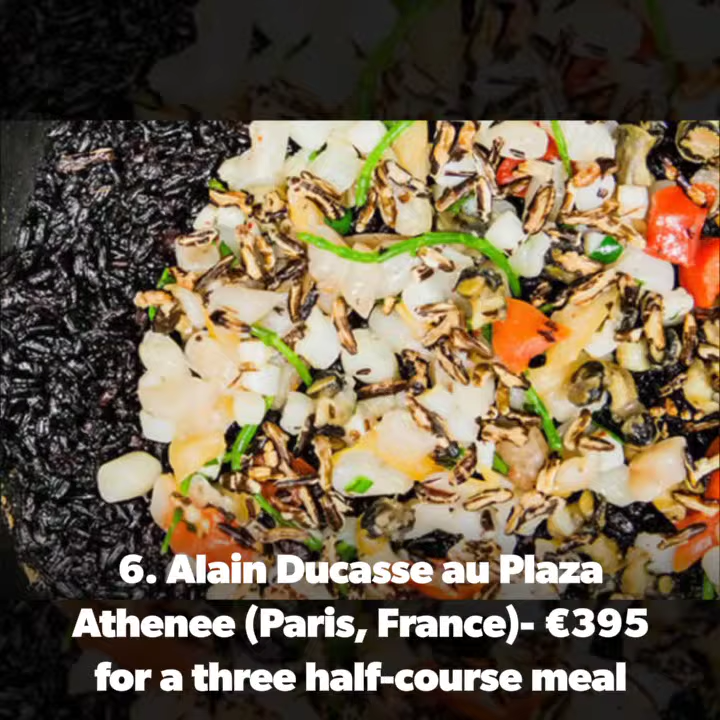 6. Alain Ducasse au Plaza
Athenee (Paris, France)- €395
for a three half-course meal